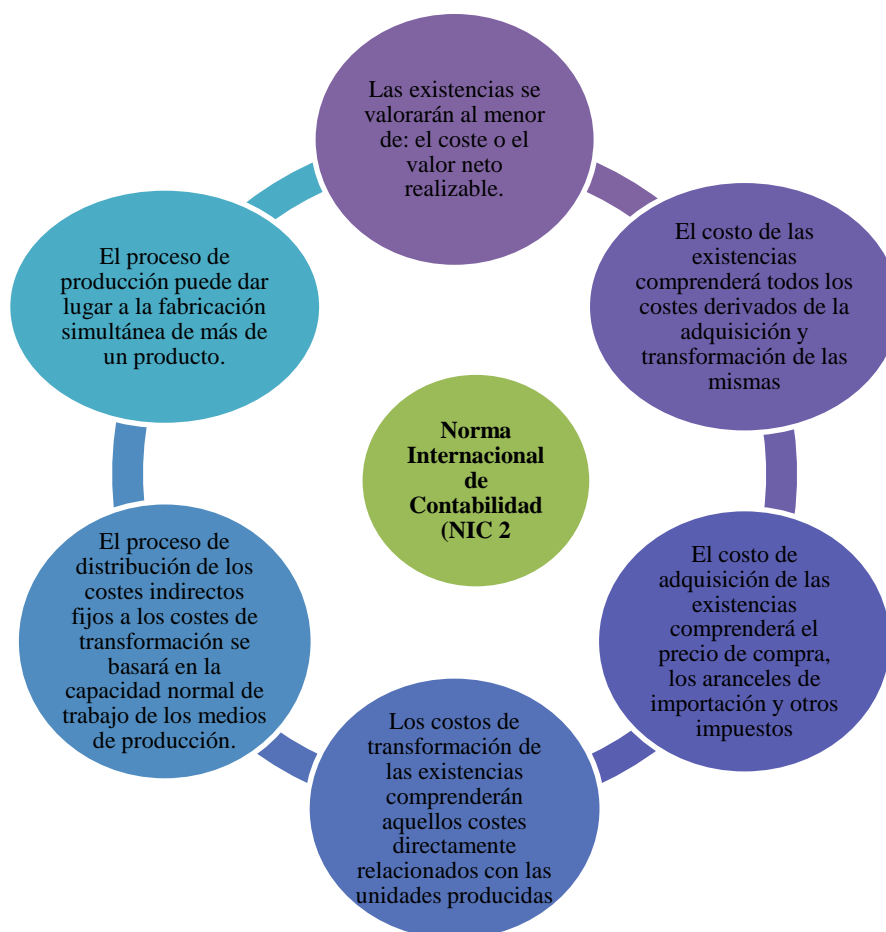 Las existencias se
valorarán al menor
de: el coste o el
valor neto
realizable.
El costo de las
existencias
comprenderá todos los
costes derivados de la
adquisición y
transformación de las
mismas
El costo de
adquisición de las
existencias
comprenderá el
precio de compra,
los aranceles de
importación y otros
impuestos
Los costos de
transformación de
las existencias
comprenderán
aquellos costes
directamente
relacionados con las
unidades producidas
El proceso de
distribución de los
costes indirectos
fijos a los costes de
transformación se
basará en la
capacidad normal de
trabajo de los medios
de producción.
El proceso de
producción puede dar
lugar a la fabricación
simultánea de más de
un producto.
Norma
Internacional
de
Contabilidad
(NIC 2